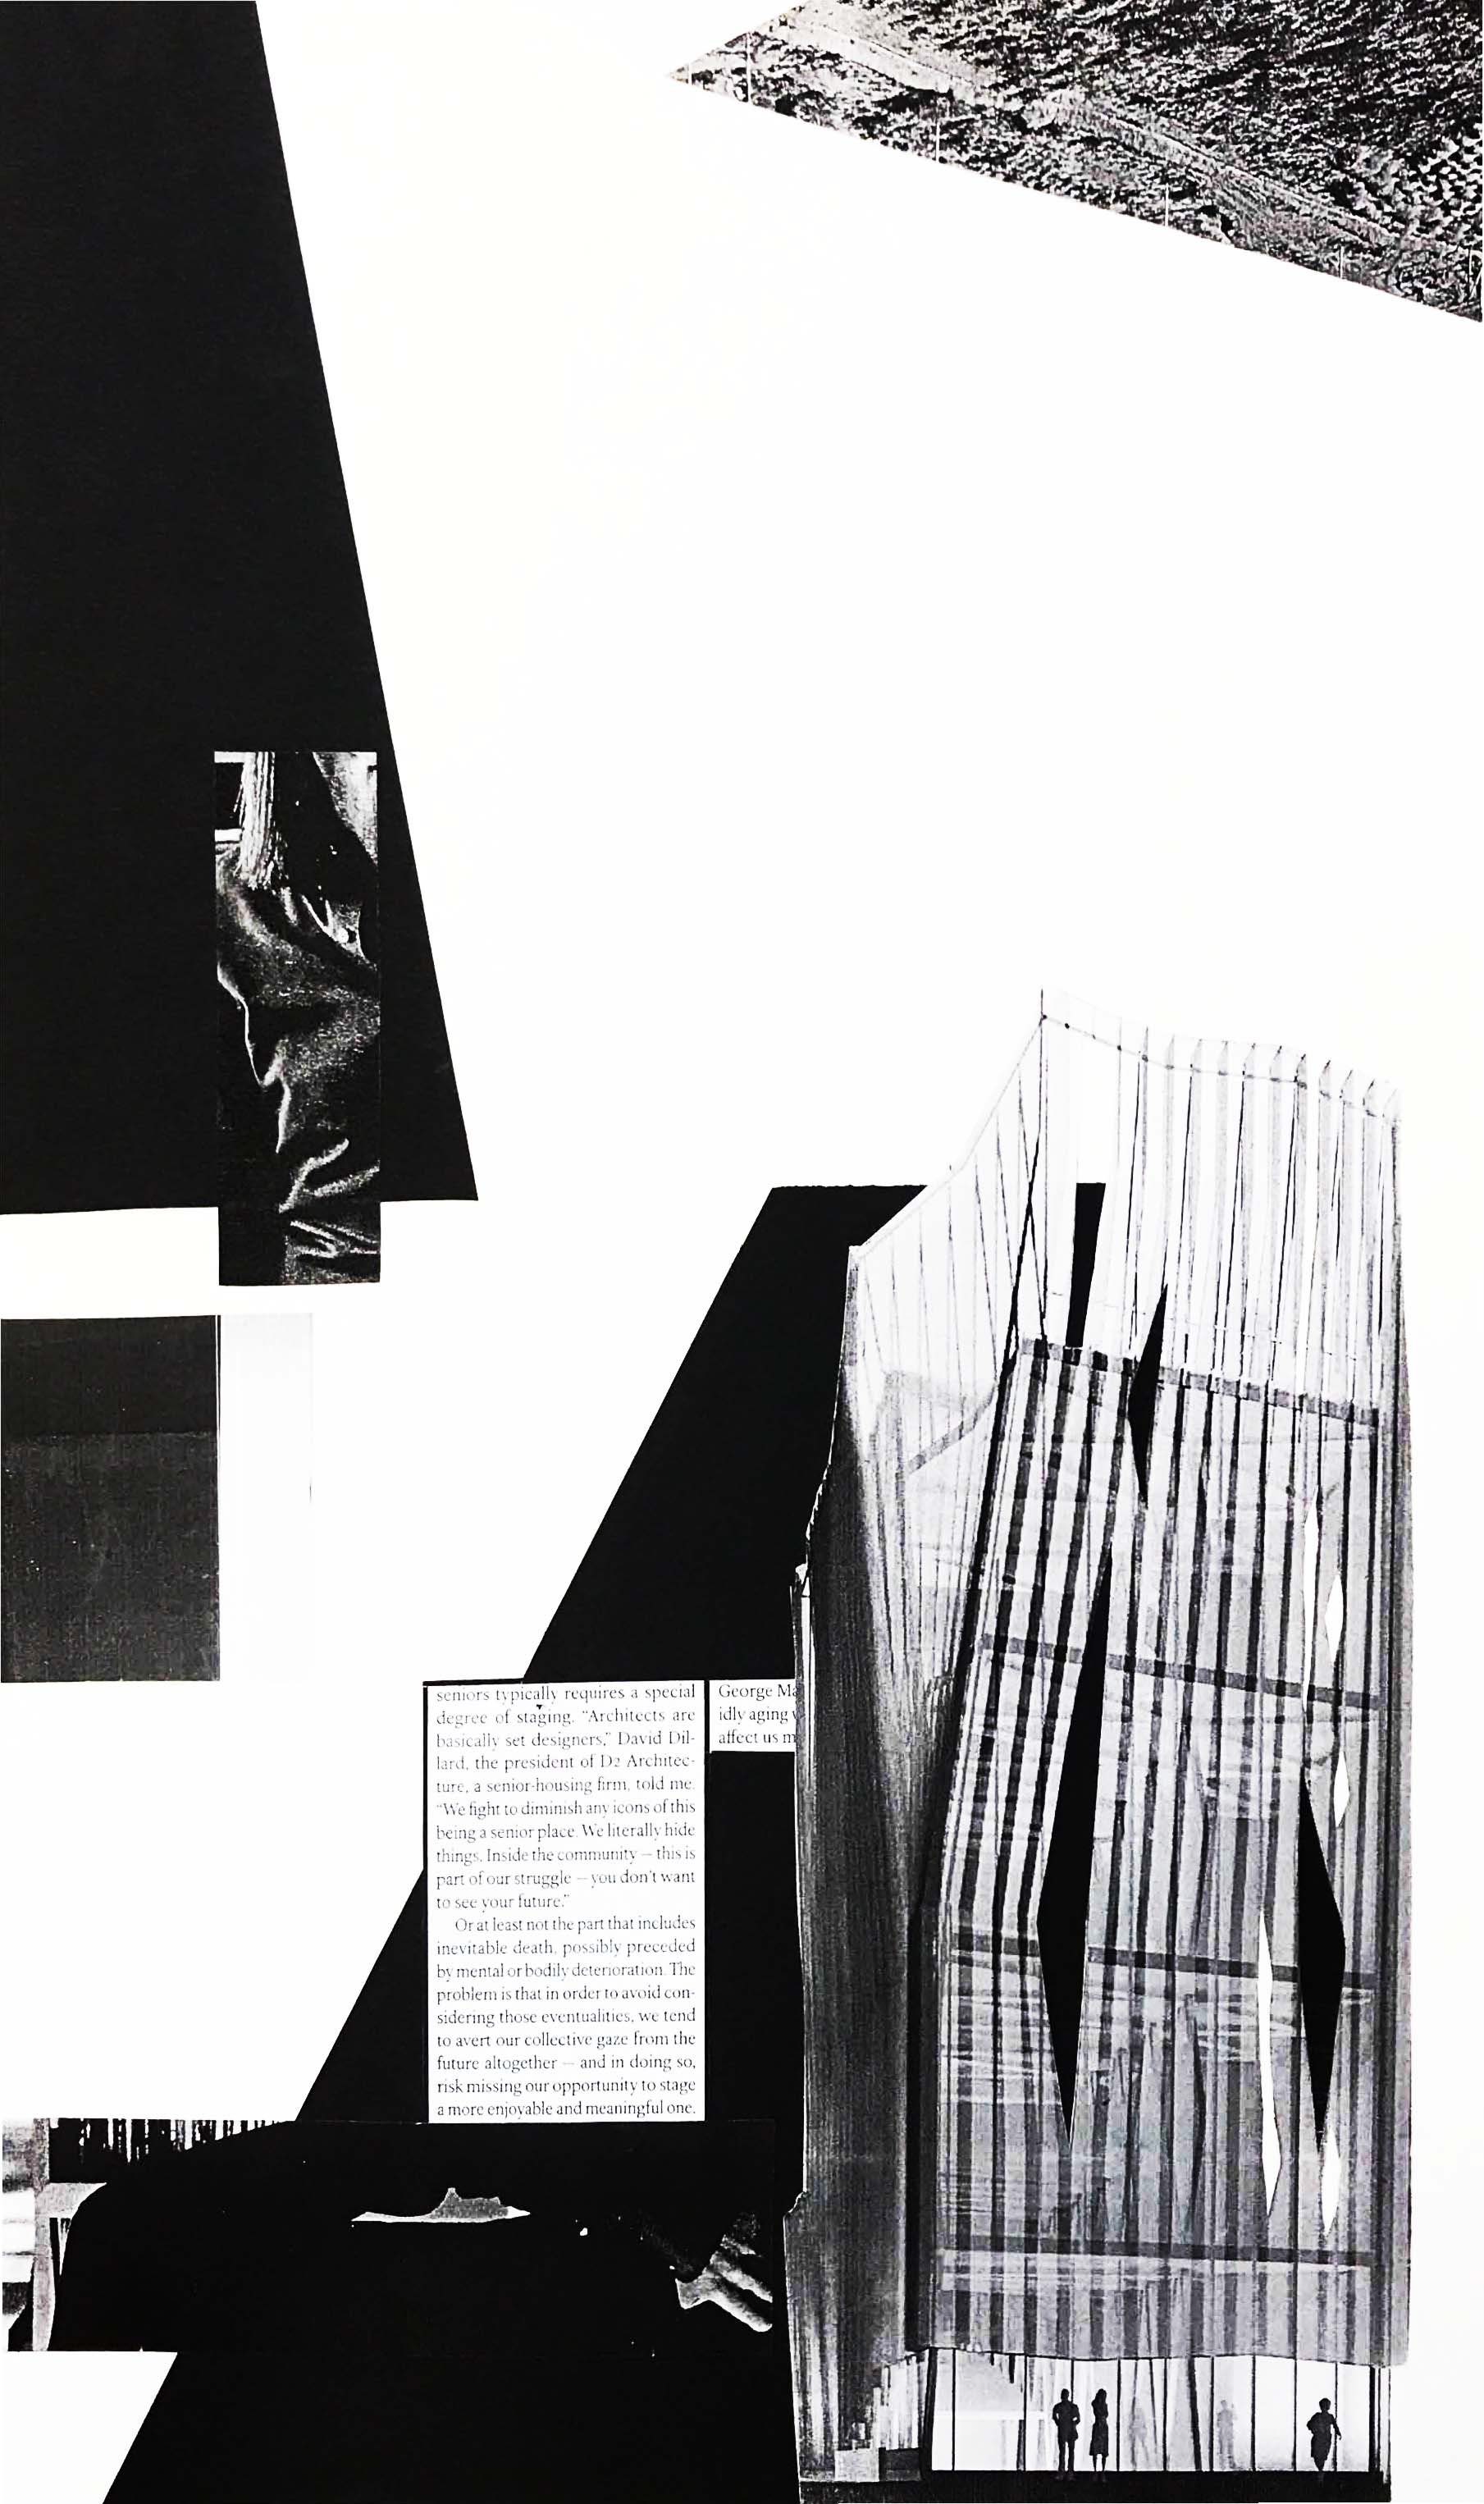 seniors typically requires a special
degree of staging. “Architects are
basically set designers,” David Dil-
lard, the president of D2 Architec-
ture, a senior-housing firm, told me.
“We fight to diminish any icons of this
being a senior place. We literally hide
things. Inside the community — this is
part of our struggle — you don’t want
to see your future.”
Or at least not the part that includes
inevitable death, possibly preceded
by mental or bodily deterioration. The
problem is that in order to avoid con-
sidering those eventualities, we tend
to avert our collective gaze from the
future altogether — and in doing so,
risk missing our opportunity to stage
a more enjoyable and meaningful one.
George Ma
idly aging
affect us m